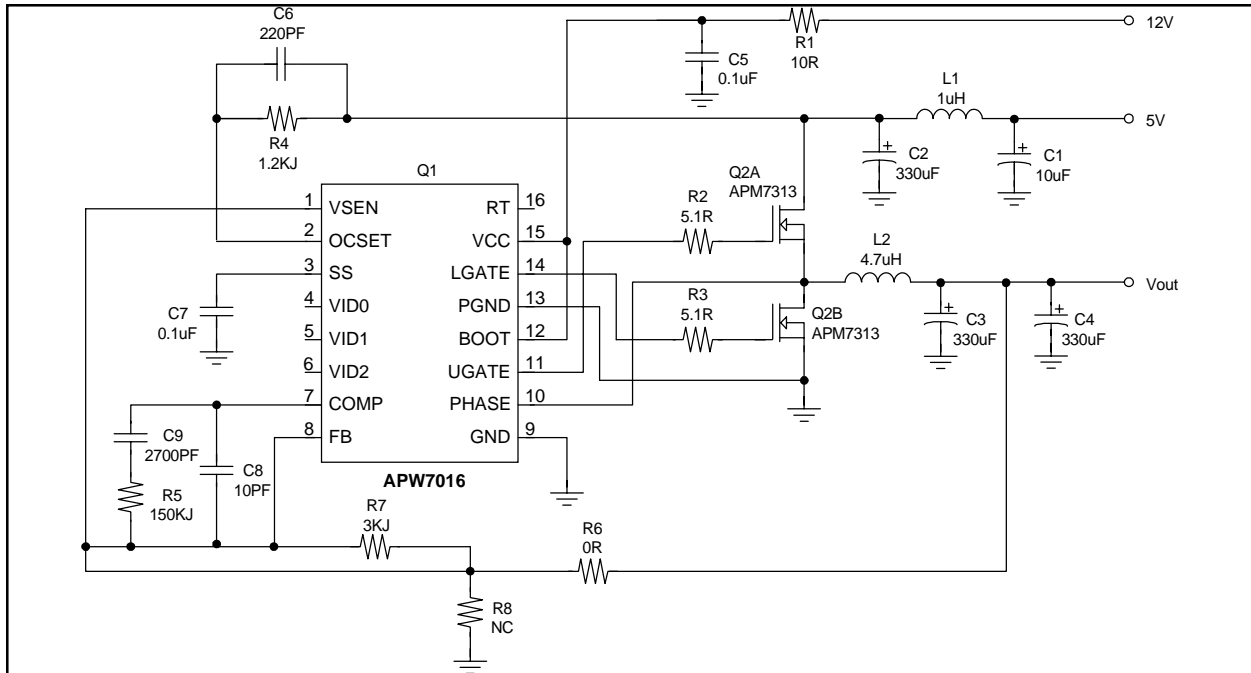 C6
220PF
R1
10R
12V
C5
0.1uF
L1
1uH
5V
R4
1.2KJ
C2
330uF
C1
10uF
Q1
Q2A
APM7313
1 VSEN RT 16
2 OCSET VCC 15
3 SS LGATE 14
4 VID0 PGND 13
5 VID1 BOOT 12
6 VID2 UGATE 11
7 COMP PHASE 10
8 FB GND 9
APW7016
R2
5.1R
L2
4.7uH
Vout
R3
5.1R
Q2B
APM7313
C3
330uF
C4
330uF
C7
0.1uF
C9
2700PF
C8
10PF
R5
150KJ
R7
3KJ
R6
0R
R8
NC
+
+
+
+